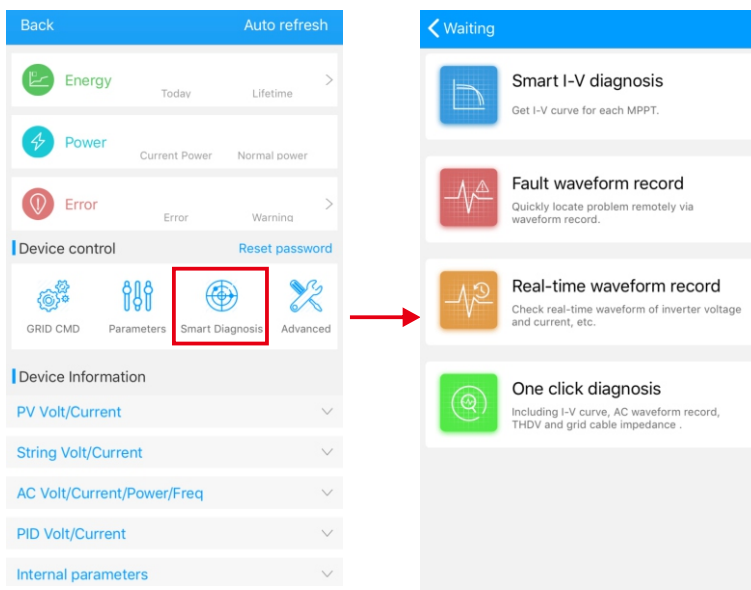 Back
Auto refresh
Energy
Today
Lifetime
Power
Current Power
Normal power
Error
Error
Warning
Device control
Reset password
GRID CMD
Parameters
Smart Diagnosis
Advanced
Device Information
PV Volt/Current
String Volt/Current
AC Volt/Current/Power/Freq
PID Volt/Current
Internal parameters
Waiting
Smart I-V diagnosis
Get I-V curve for each MPPT.
Fault waveform record
Quickly locate problem remotely via
waveform record.
Real-time waveform record
Check real-time waveform of inverter voltage
and current, etc.
One click diagnosis
Including I-V curve, AC waveform record,
THDV and grid cable impedance .